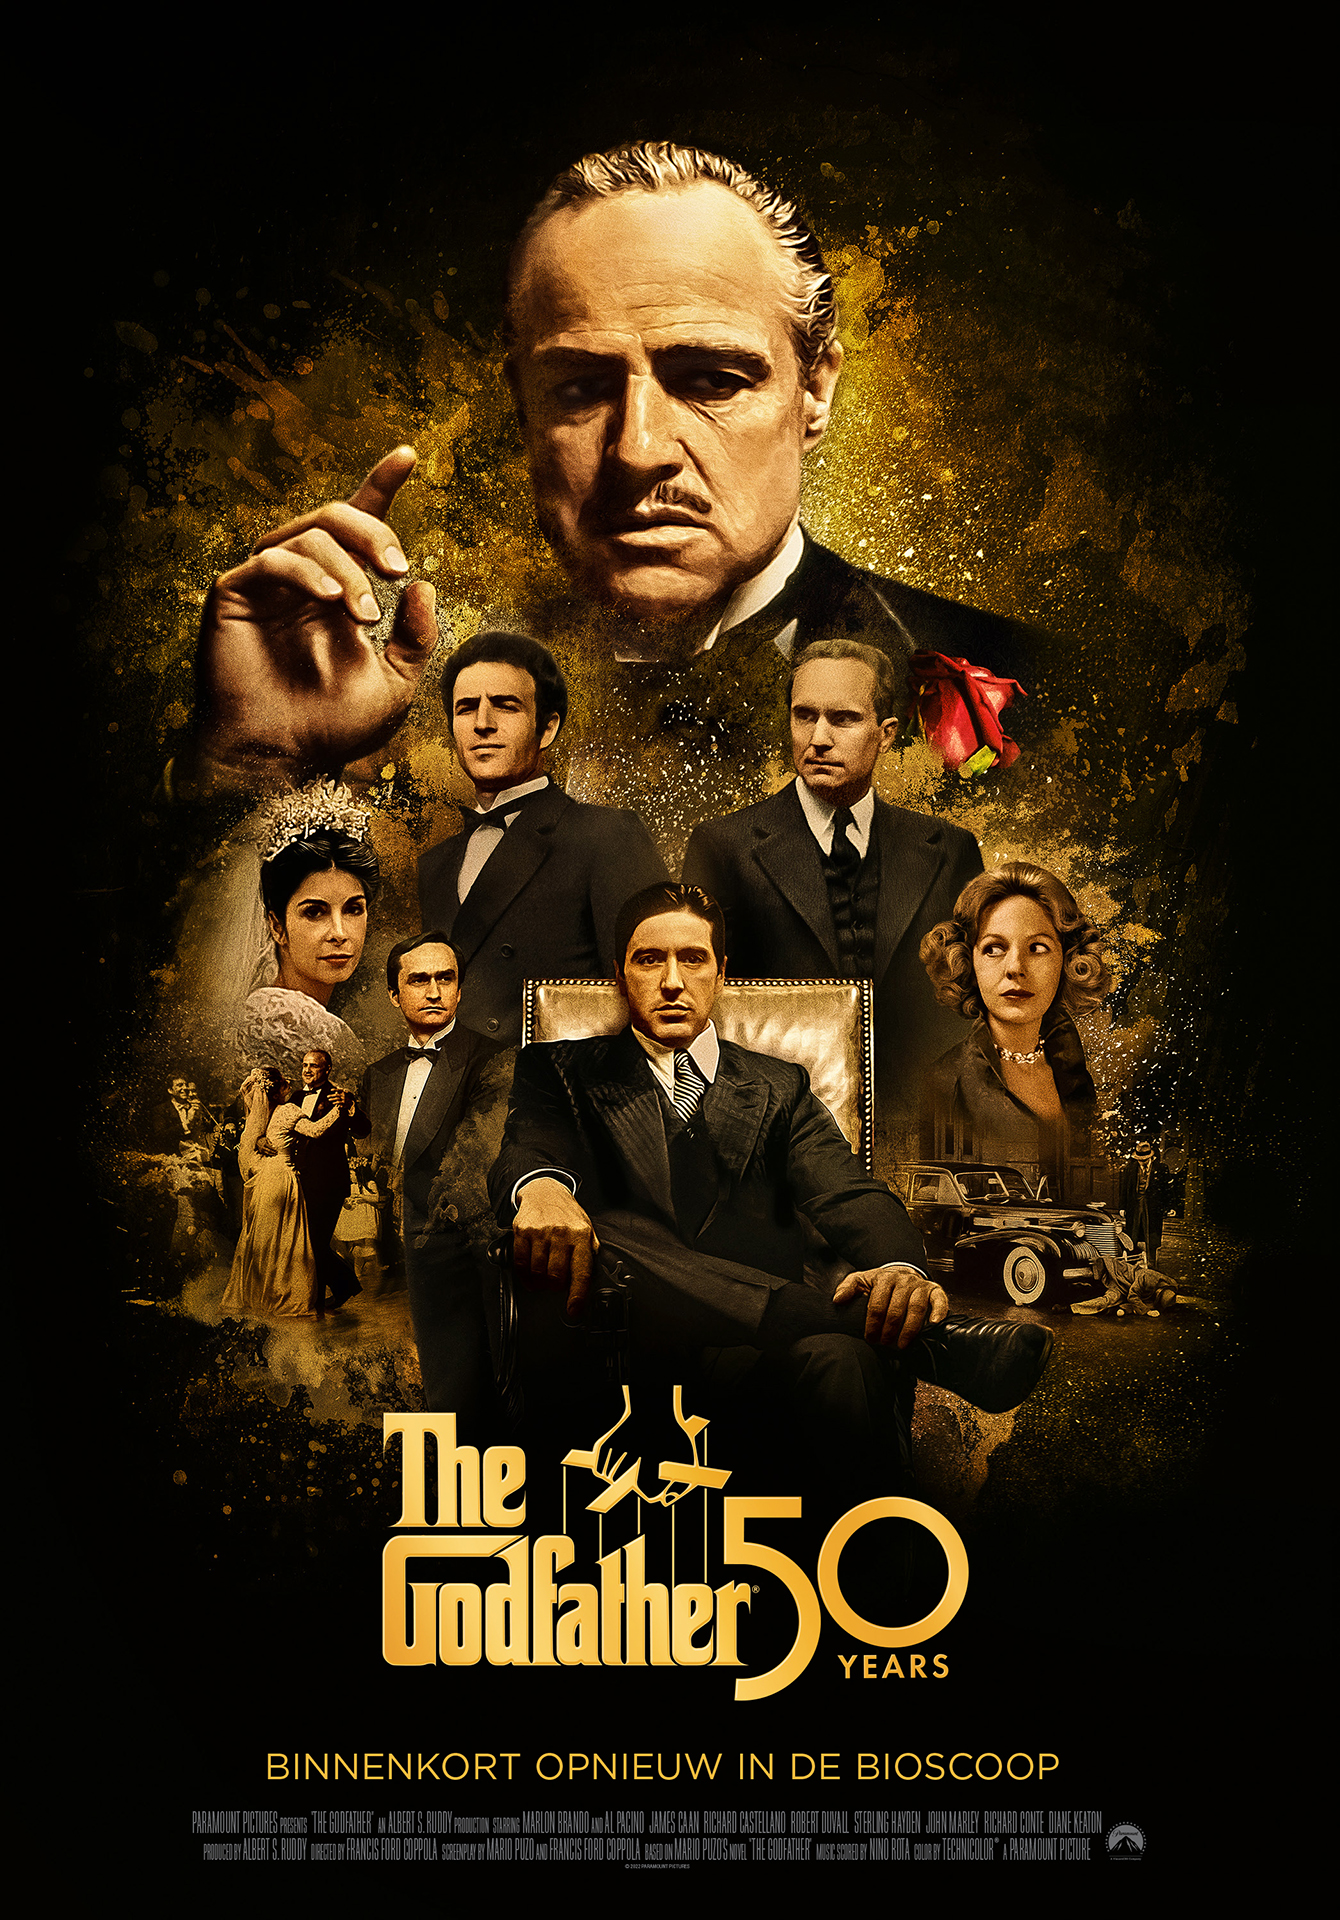 The
Godfather®
50
YEARS
BINNENKORT OPNIEUW IN DE BIOSCOOP
PARAMOUNT PICTURES PRESENTS "THE GODFATHER" AN ALBERT S. RUDDY PRODUCTION STARRING MARLON BRANDO AND AL PACINO JAMES CAAN RICHARD CASTELLANO ROBERT DUVALL STERLING HAYDEN JOHN MARLEY RICHARD CONTE DIANE KEATON
PRODUCED BY ALBERT S. RUDDY DIRECTED BY FRANCIS FORD COPPOLA SCREENPLAY BY MARIO PUZO AND FRANCIS FORD COPPOLA BASED ON MARIO PUZO'S NOVEL "THE GODFATHER" MUSIC SCORED BY NINO ROTA COLOR BY TECHNICOLOR® A PARAMOUNT PICTURE
Paramount
© 2022 PARAMOUNT PICTURES